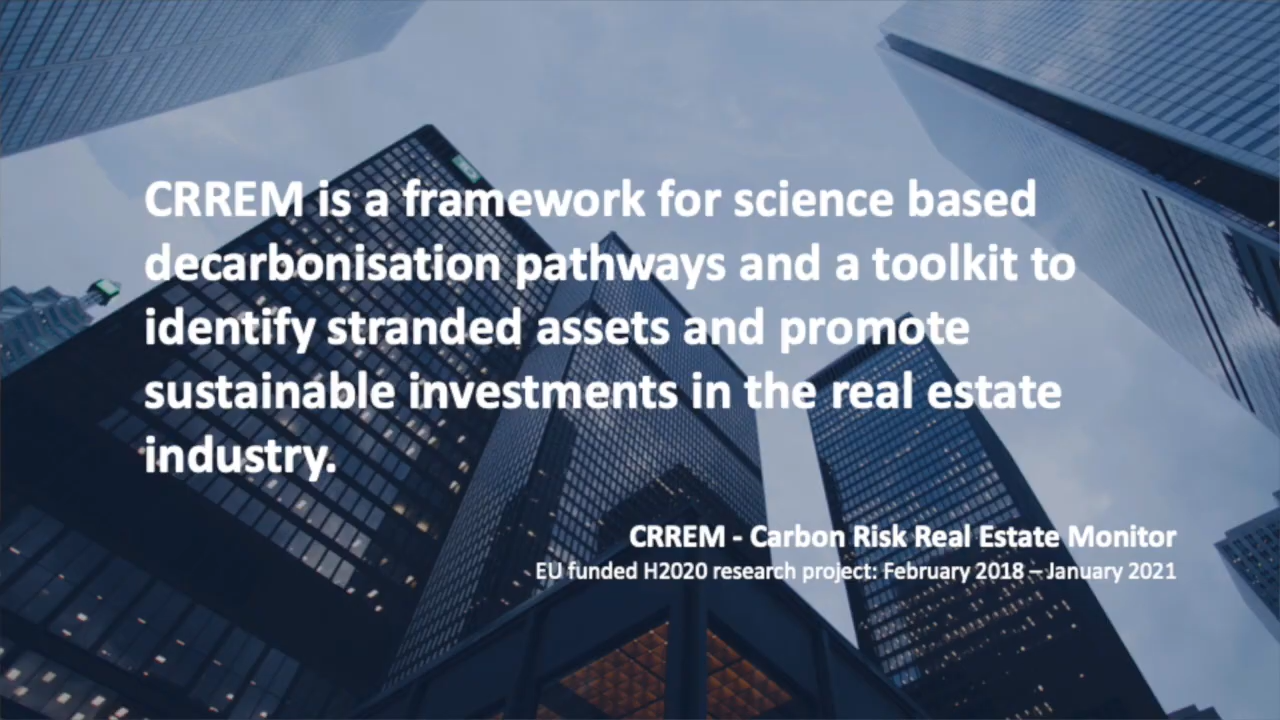 CRREM is a framework for science based
decarbonisation pathways and a toolkit to
identify stranded assets and promote
sustainable investments in the real estate
industry.
CRREM - Carbon Risk Real Estate Monitor
EU funded H2020 research project: February 2018 – January 2021